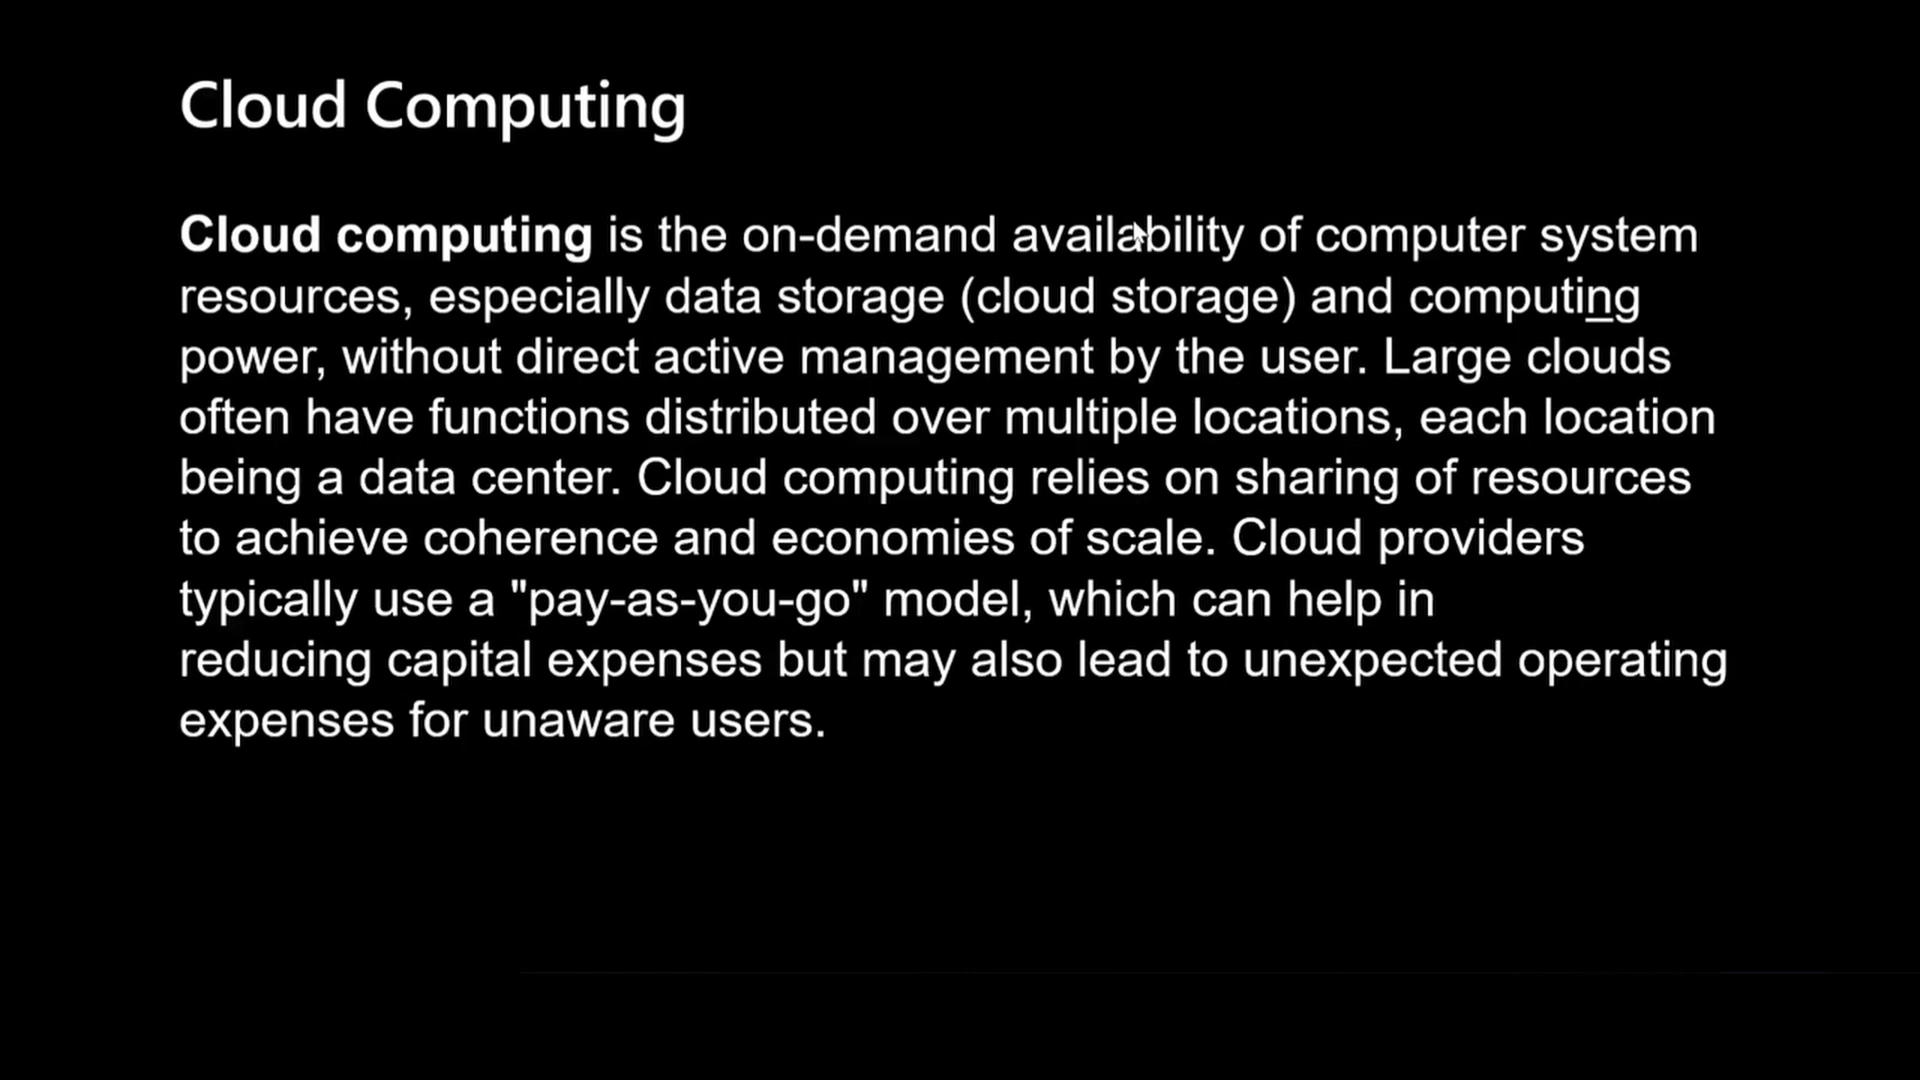 Cloud Computing
Cloud computing is the on-demand availability of computer system
resources, especially data storage (cloud storage) and computing
power, without direct active management by the user. Large clouds
often have functions distributed over multiple locations, each location
being a data center. Cloud computing relies on sharing of resources
to achieve coherence and economies of scale. Cloud providers
typically use a "pay-as-you-go" model, which can help in
reducing capital expenses but may also lead to unexpected operating
expenses for unaware users.